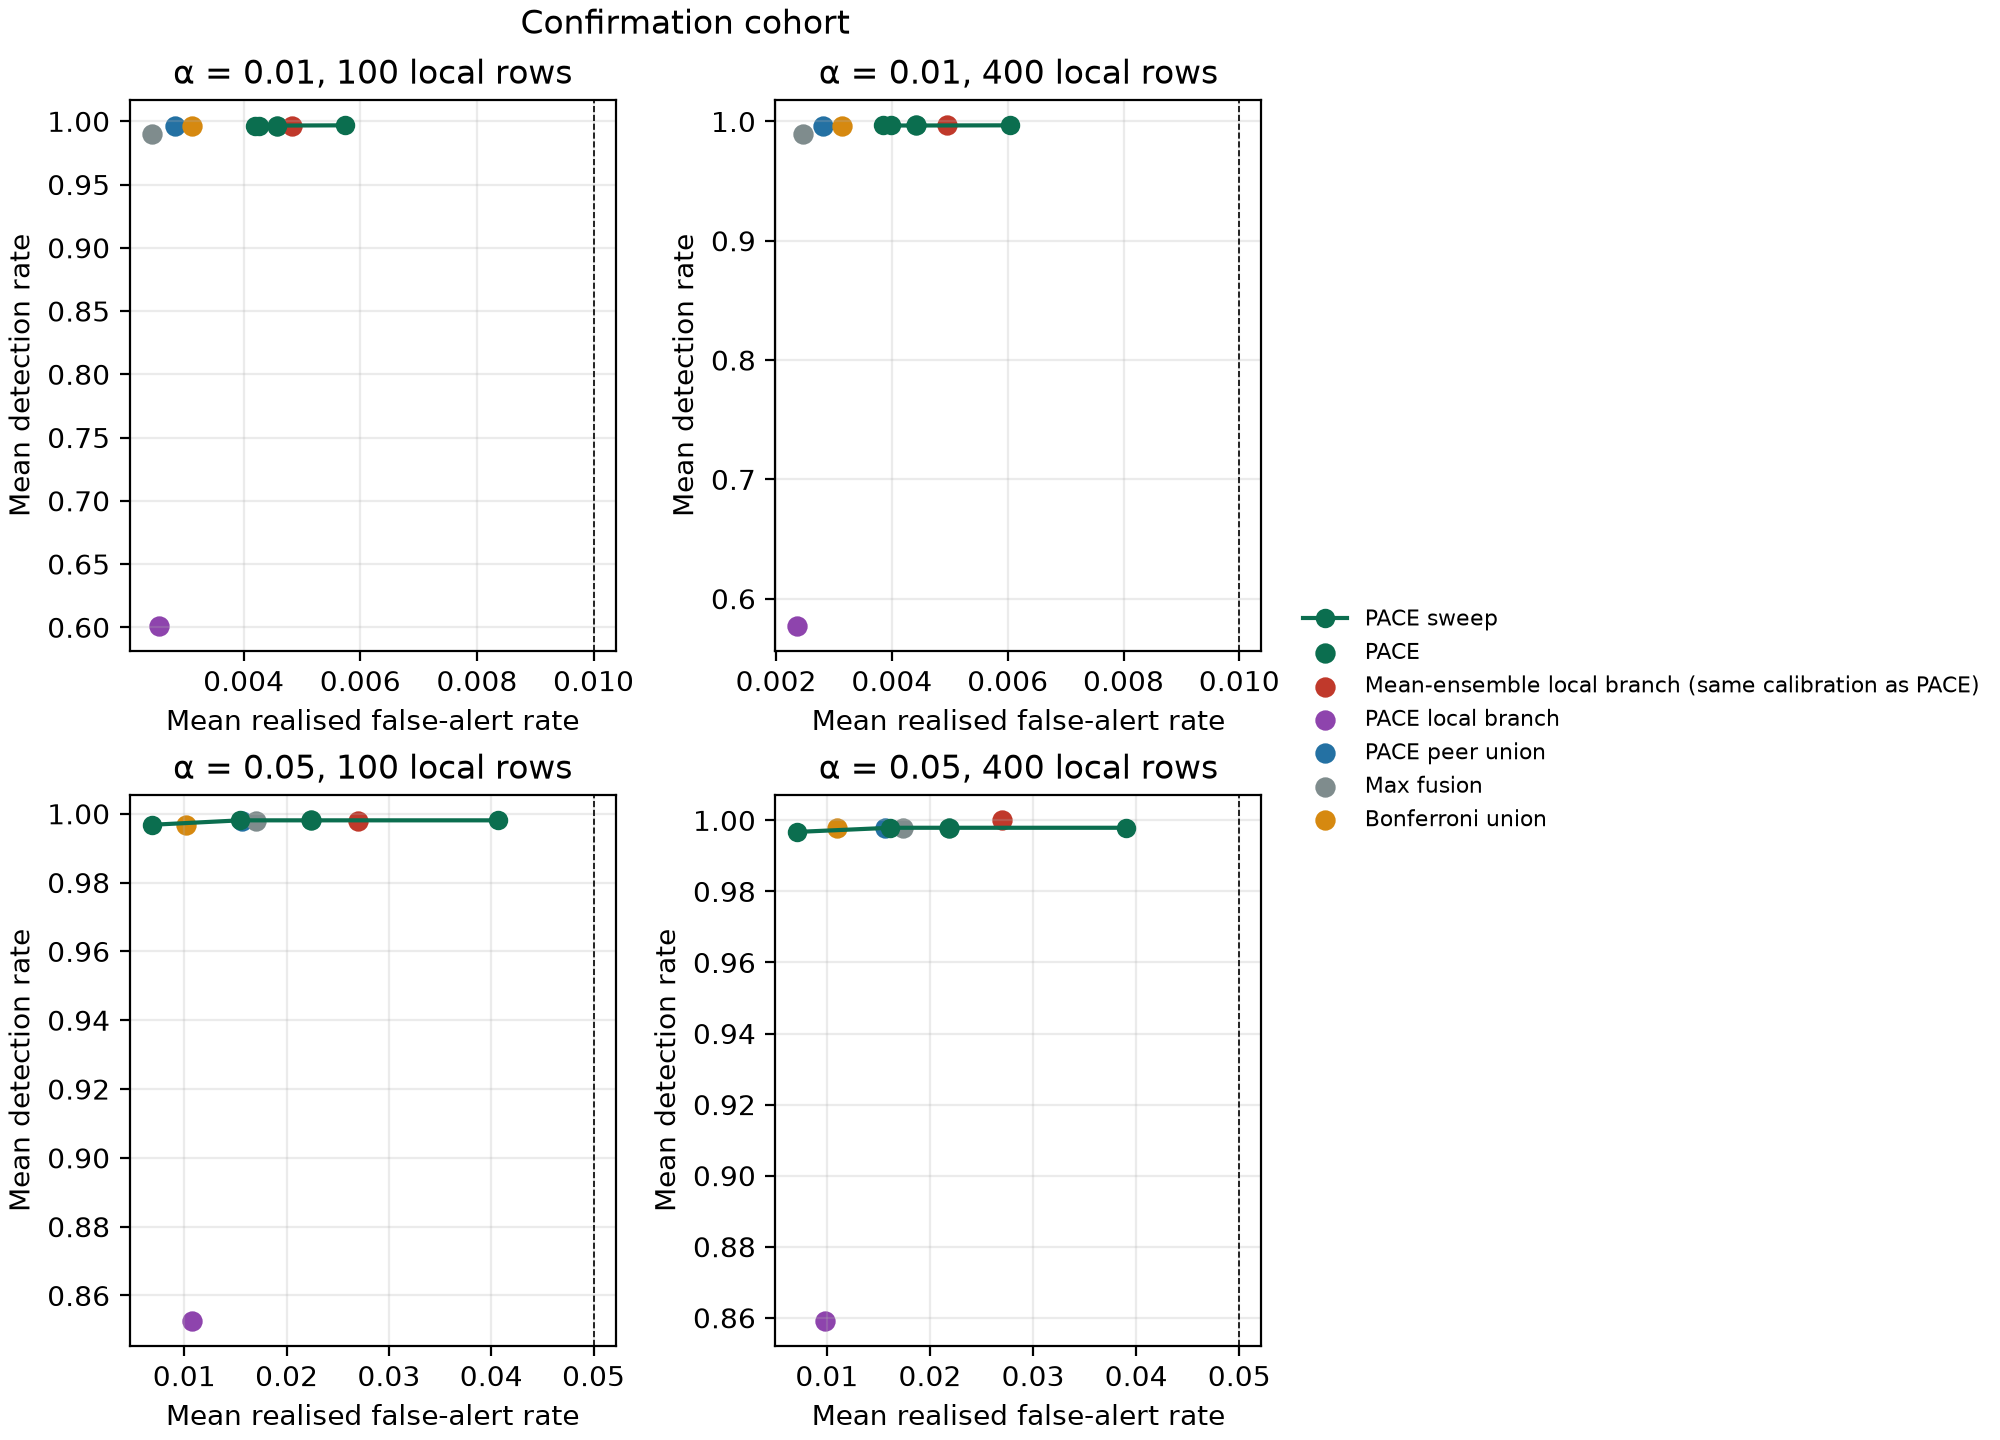 Confirmation cohort
α = 0.01, 100 local rows
1.00
0.95
0.90
0.85
0.80
0.75
0.70
0.65
0.60
Mean detection rate
0.004 0.006 0.008 0.010
Mean realised false-alert rate
α = 0.01, 400 local rows
1.0
0.9
0.8
0.7
0.6
Mean detection rate
0.002 0.004 0.006 0.008 0.010
Mean realised false-alert rate
PACE sweep
PACE
Mean-ensemble local branch (same calibration as PACE)
PACE local branch
PACE peer union
Max fusion
Bonferroni union
α = 0.05, 100 local rows
1.00
0.98
0.96
0.94
0.92
0.90
0.88
0.86
Mean detection rate
0.01 0.02 0.03 0.04 0.05
Mean realised false-alert rate
α = 0.05, 400 local rows
1.00
0.98
0.96
0.94
0.92
0.90
0.88
0.86
Mean detection rate
0.01 0.02 0.03 0.04 0.05
Mean realised false-alert rate